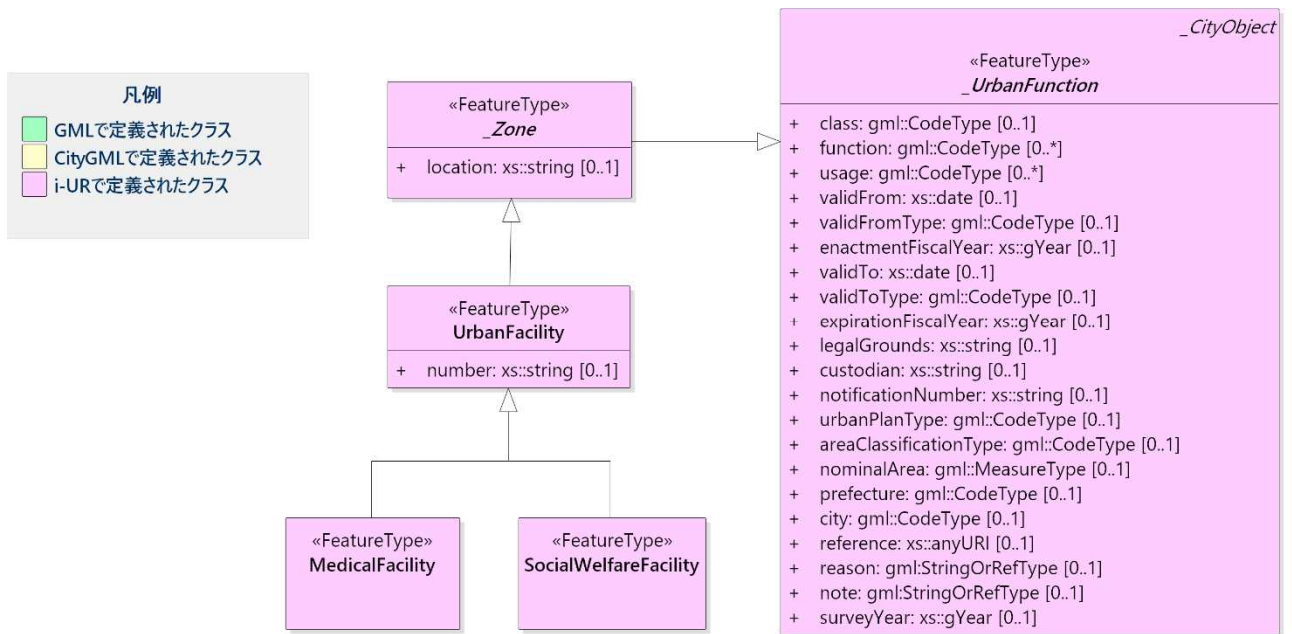 凡例
GMLで定義されたクラス
CityGMLで定義されたクラス
i-URで定義されたクラス
«FeatureType»
_Zone
+ location: xs::string [0..1]
«FeatureType»
UrbanFacility
+ number: xs::string [0..1]
«FeatureType»
MedicalFacility
«FeatureType»
SocialWelfareFacility
_CityObject
«FeatureType»
_UrbanFunction
+ class: gml::CodeType [0..1]
+ function: gml::CodeType [0..*]
+ usage: gml::CodeType [0..*]
+ validFrom: xs::date [0..1]
+ validFromType: gml::CodeType [0..1]
+ enactmentFiscalYear: xs::gYear [0..1]
+ validTo: xs::date [0..1]
+ validToType: gml::CodeType [0..1]
+ expirationFiscalYear: xs::gYear [0..1]
+ legalGrounds: xs::string [0..1]
+ custodian: xs::string [0..1]
+ notificationNumber: xs::string [0..1]
+ urbanPlanType: gml::CodeType [0..1]
+ areaClassificationType: gml::CodeType [0..1]
+ nominalArea: gml::MeasureType [0..1]
+ prefecture: gml::CodeType [0..1]
+ city: gml::CodeType [0..1]
+ reference: xs::anyURI [0..1]
+ reason: gml:StringOrRefType [0..1]
+ note: gml:StringOrRefType [0..1]
+ surveyYear: xs::gYear [0..1]